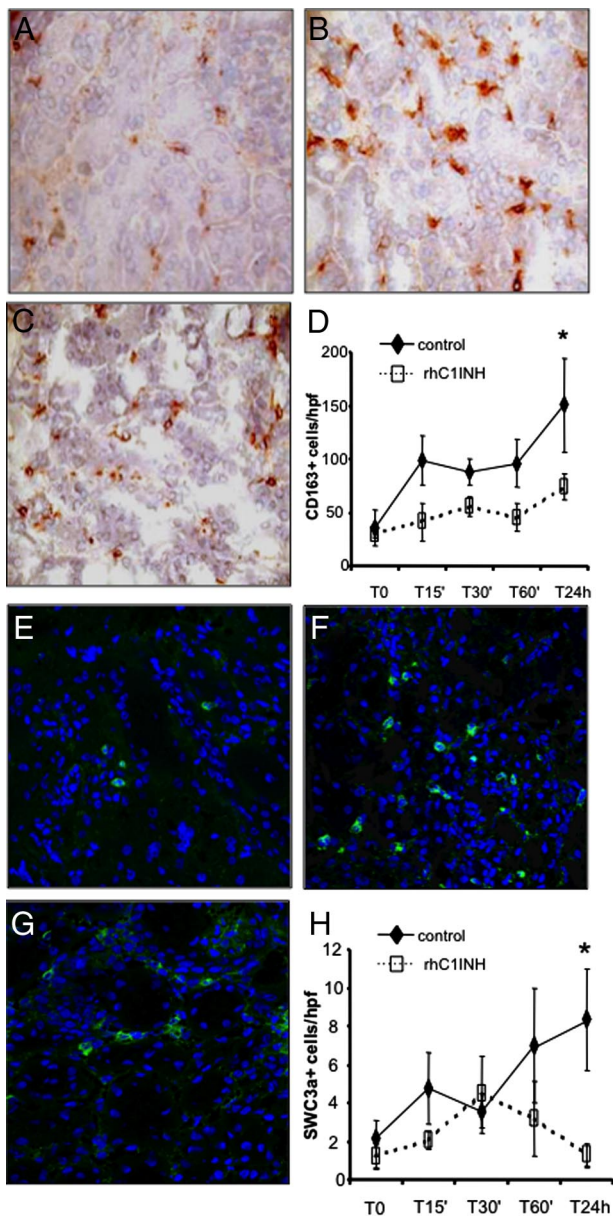 A
B
C
D
*
control
rhC1INH
200
150
100
50
0
CD163+ cells/hpf
T0 T15' T30' T60' T24h
E
F
G
H
*
control
rhC1INH
12
10
8
6
4
2
0
SWC3a+ cells/hpf
T0 T15' T30' T60' T24h